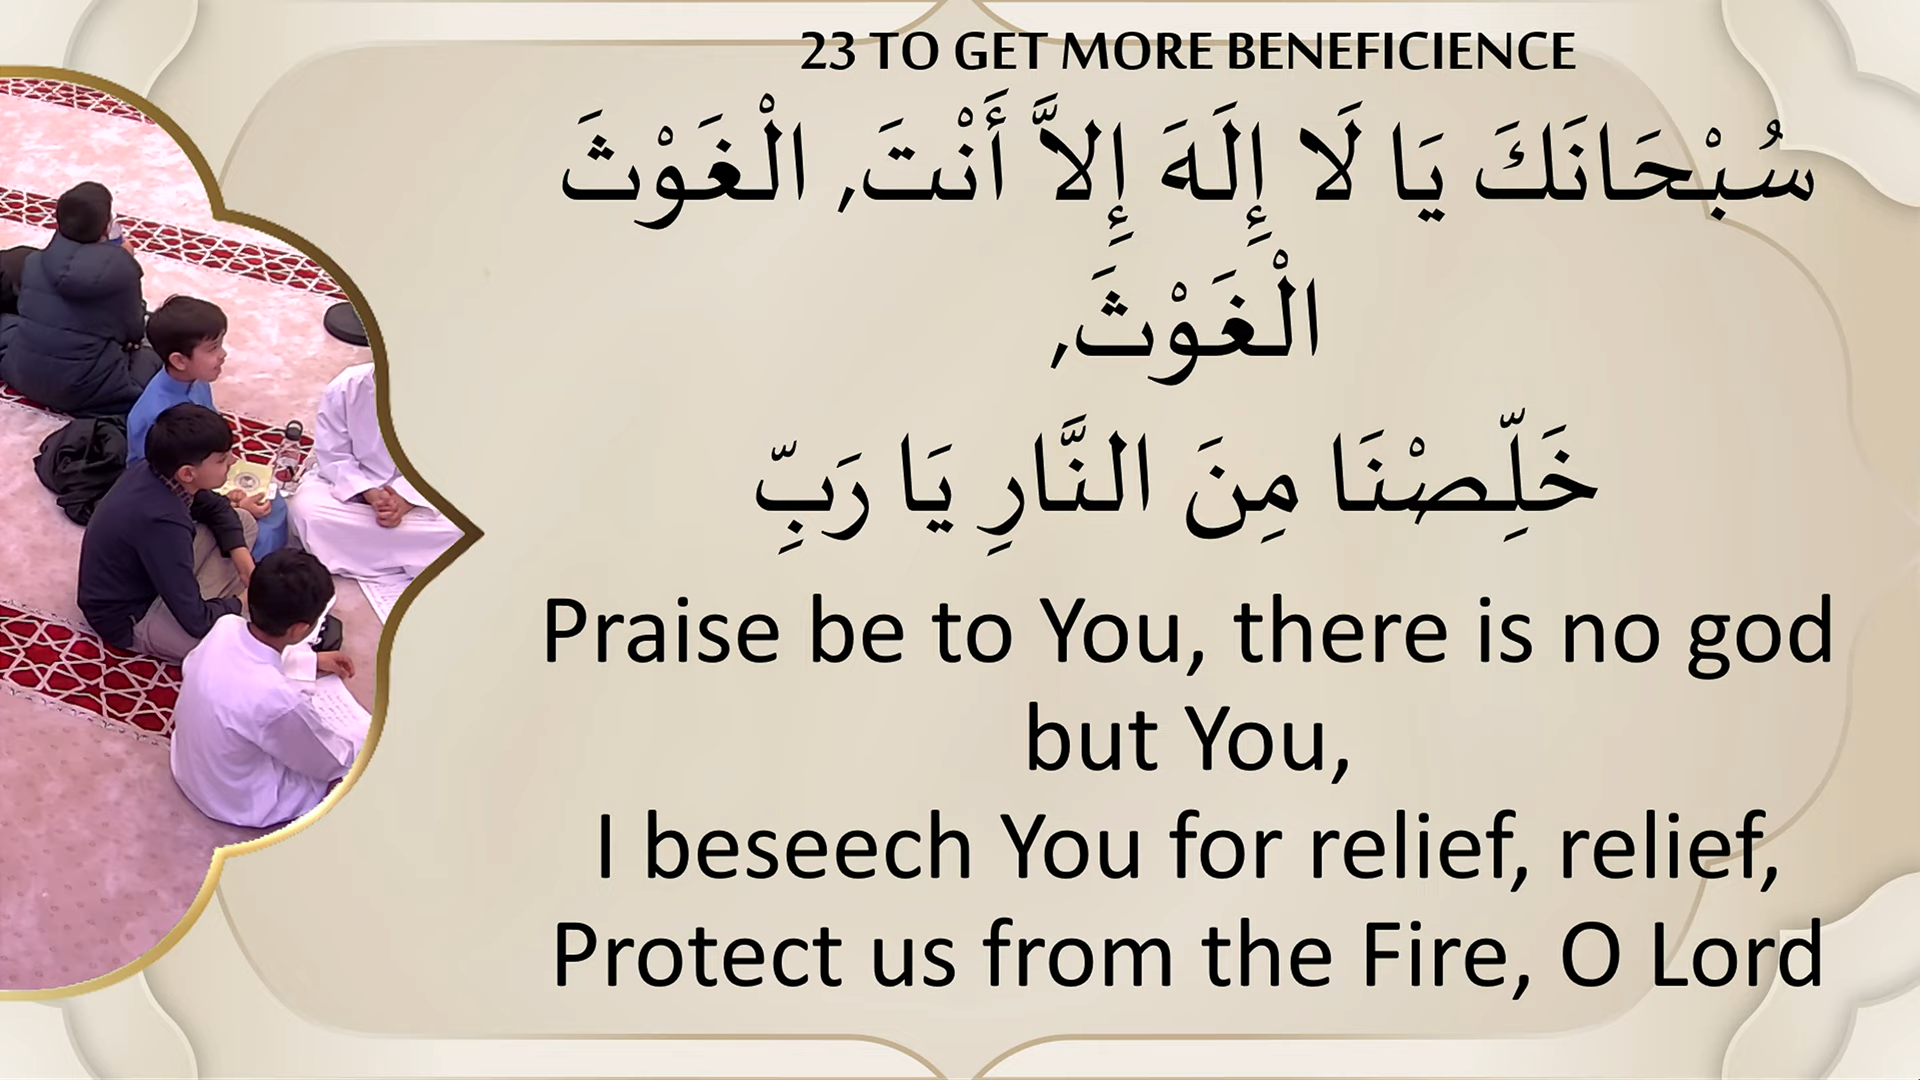 23 TO GET MORE BENEFICIENCE
سُبْحَانَكَ يَا لَا إِلَهَ إِلاَّ أَنْتَ, الْغَوْثَ
الْغَوْثَ,
خَلِّصْنَا مِنَ النَّارِ يَا رَبِّ
Praise be to You, there is no god
but You,
I beseech You for relief, relief,
Protect us from the Fire, O Lord